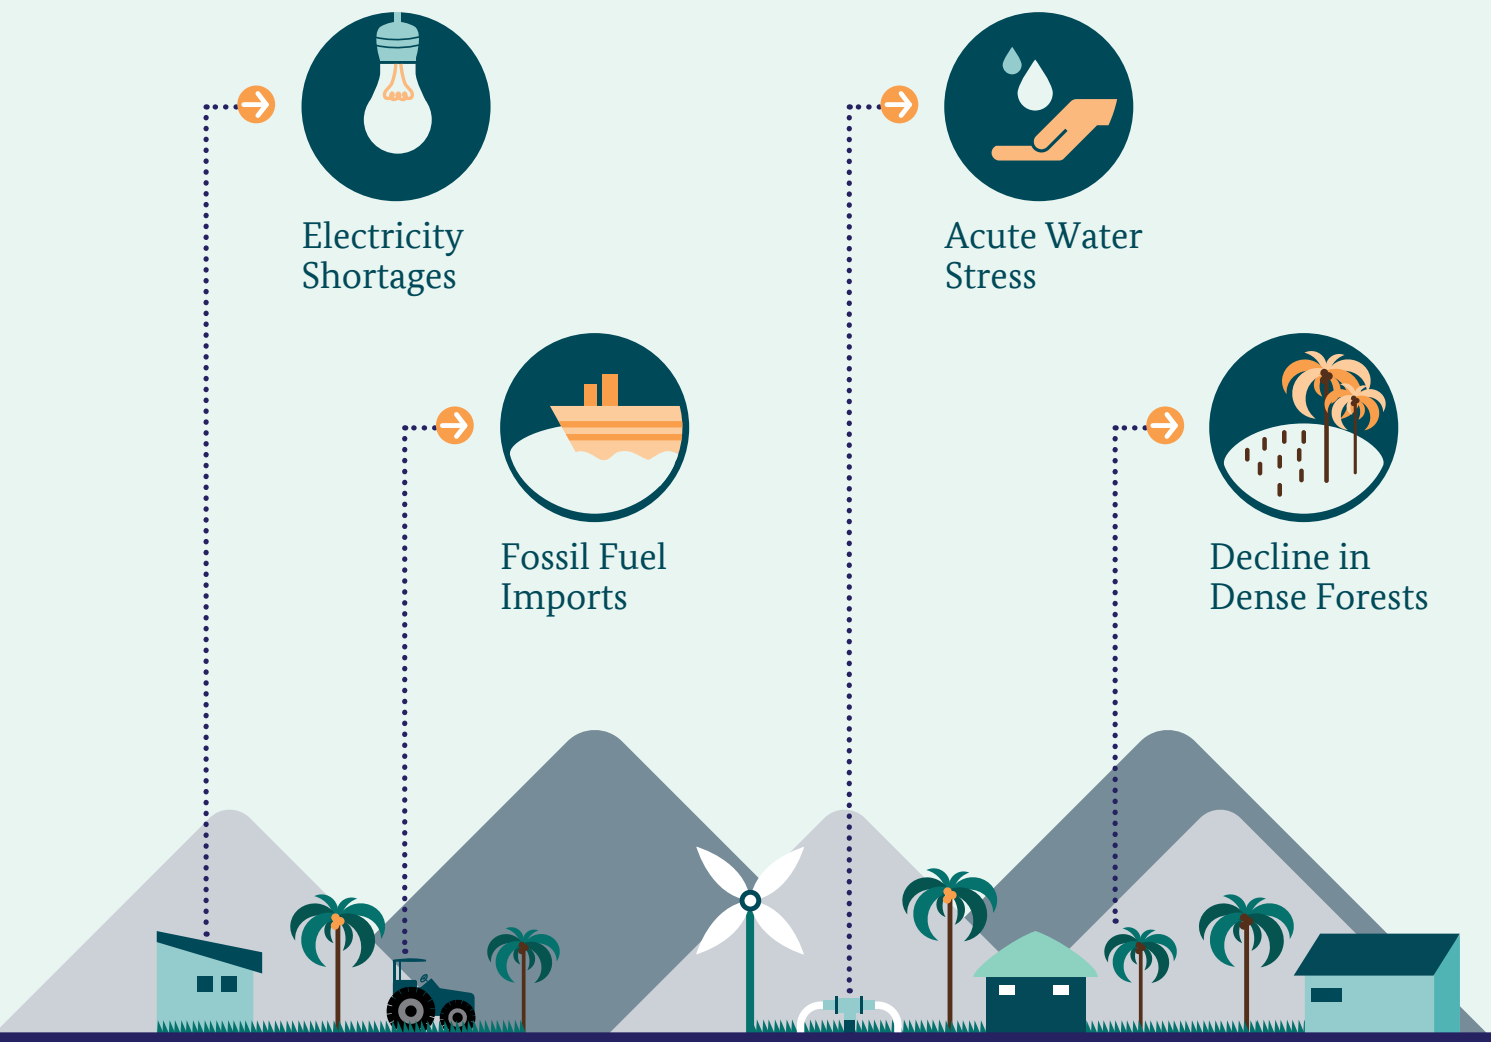 Electricity
Shortages
Acute Water
Stress
Fossil Fuel
Imports
Decline in
Dense Forests